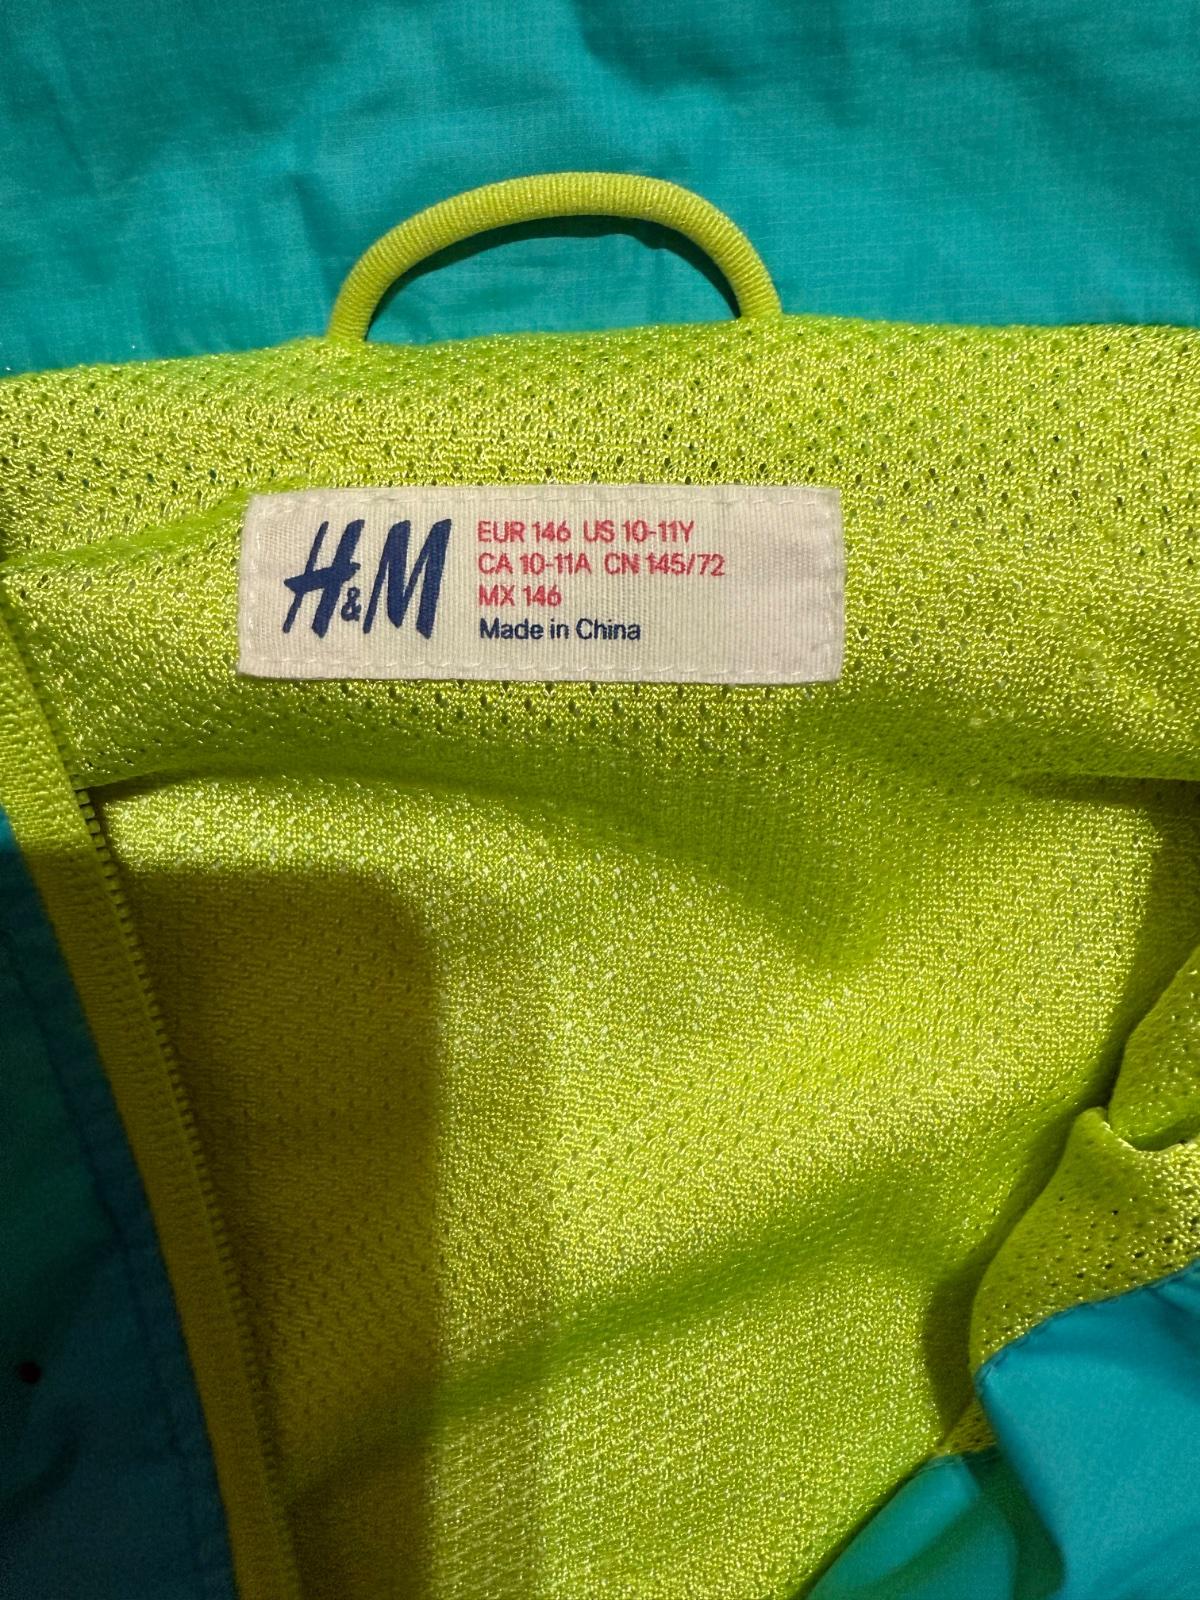 H&M
EUR 146 US 10-11Y
CA 10-11A CN 145/72
MX 146
Made in China